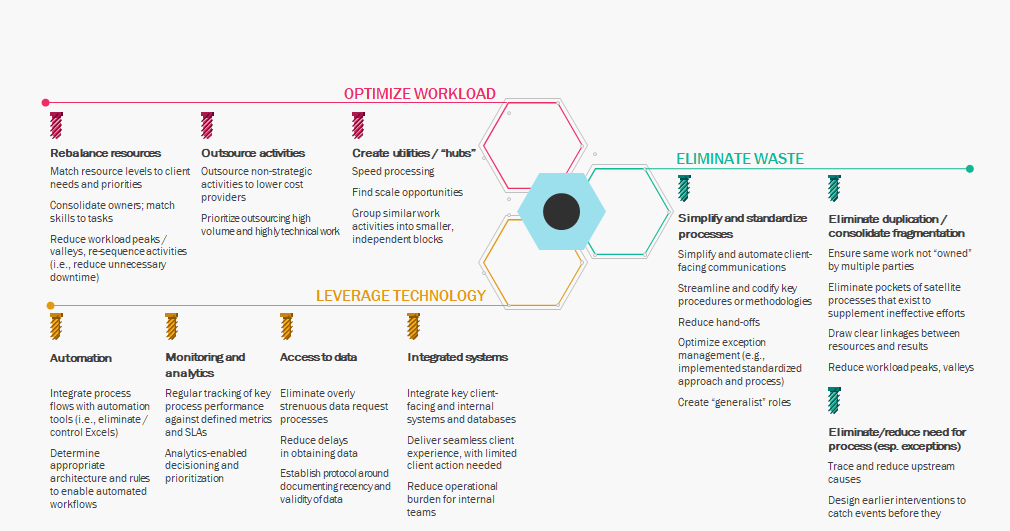 OPTIMIZE WORKLOAD
Rebalance resources
Match resource levels to client
needs and priorities
Consolidate owners; match
skills to tasks
Reduce workload peaks /
valleys, re-sequence activities
(i.e., reduce unnecessary
downtime)
Outsource activities
Outsource non-strategic
activities to lower cost
providers
Prioritize outsourcing high
volume and highly technical work
Create utilities / “hubs”
Speed processing
Find scale opportunities
Group similar work
activities into smaller,
independent blocks
ELIMINATE WASTE
Simplify and standardize
processes
Simplify and automate client-
facing communications
Streamline and codify key
procedures or methodologies
Reduce hand-offs
Optimize exception
management (e.g.,
implemented standardized
approach and process)
Create “generalist” roles
Eliminate duplication /
consolidate fragmentation
Ensure same work not “owned”
by multiple parties
Eliminate pockets of satellite
processes that exist to
supplement ineffective efforts
Draw clear linkages between
resources and results
Reduce workload peaks, valleys
Eliminate/reduce need for
process (esp. exceptions)
Trace and reduce upstream
causes
Design earlier interventions to
catch events before they
LEVERAGE TECHNOLOGY
Automation
Integrate process
flows with automation
tools (i.e., eliminate /
control Excels)
Determine
appropriate
architecture and rules
to enable automated
workflows
Monitoring and
analytics
Regular tracking of key
process performance
against defined metrics
and SLAs
Analytics-enabled
decisioning and
prioritization
Access to data
Eliminate overly
strenuous data request
processes
Reduce delays
in obtaining data
Establish protocol around
documenting recency and
validity of data
Integrated systems
Integrate key client-
facing and internal
systems and databases
Deliver seamless client
experience, with limited
client action needed
Reduce operational
burden for internal
teams